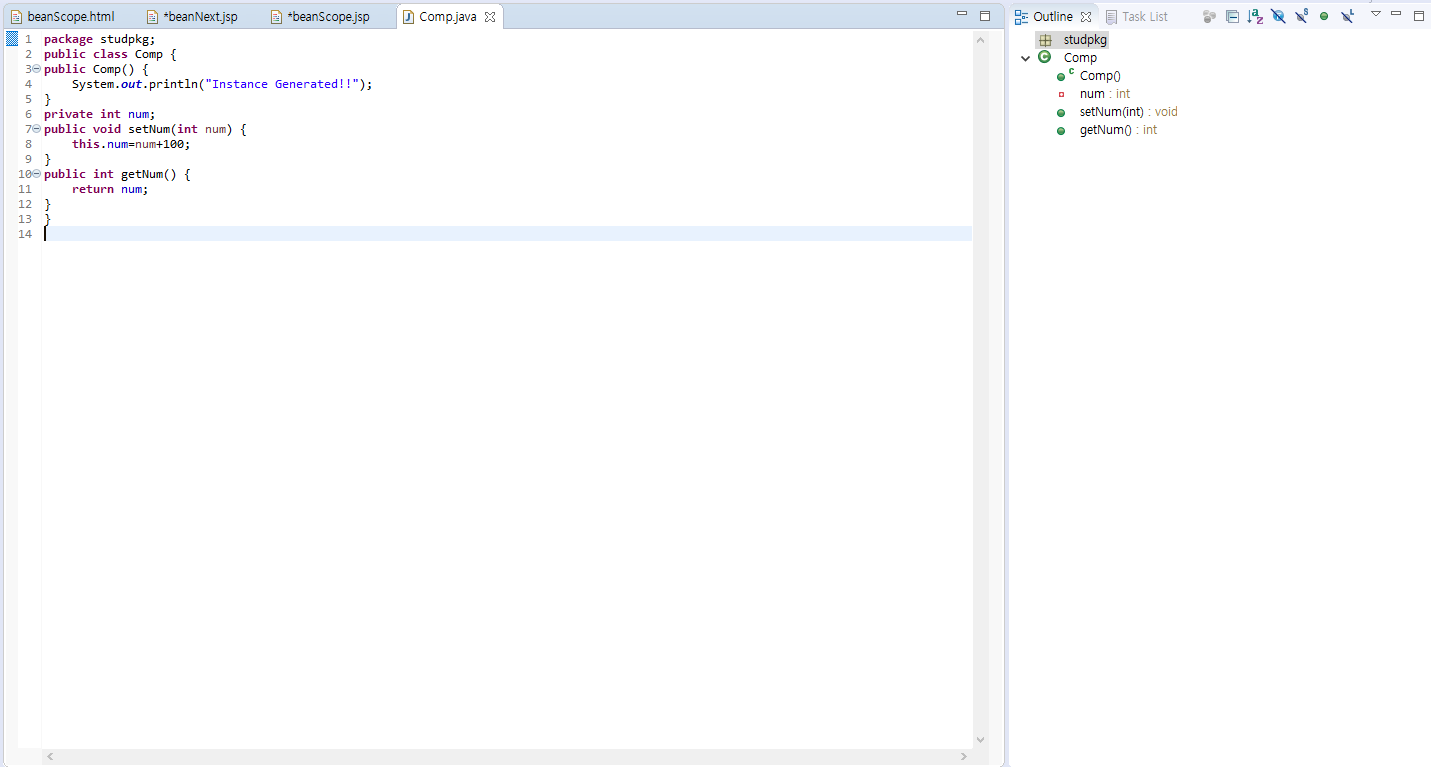 beanScope.html *beanNext.jsp *beanScope.jsp Comp.java
1 package studpkg;
2 public class Comp {
3 public Comp() {
4     System.out.println("Instance Generated!!");
5 }
6 private int num;
7 public void setNum(int num) {
8     this.num=num+100;
9 }
10 public int getNum() {
11     return num;
12 }
13 }
14
Outline Task List
studpkg
Comp
Comp()
num : int
setNum(int) : void
getNum() : int